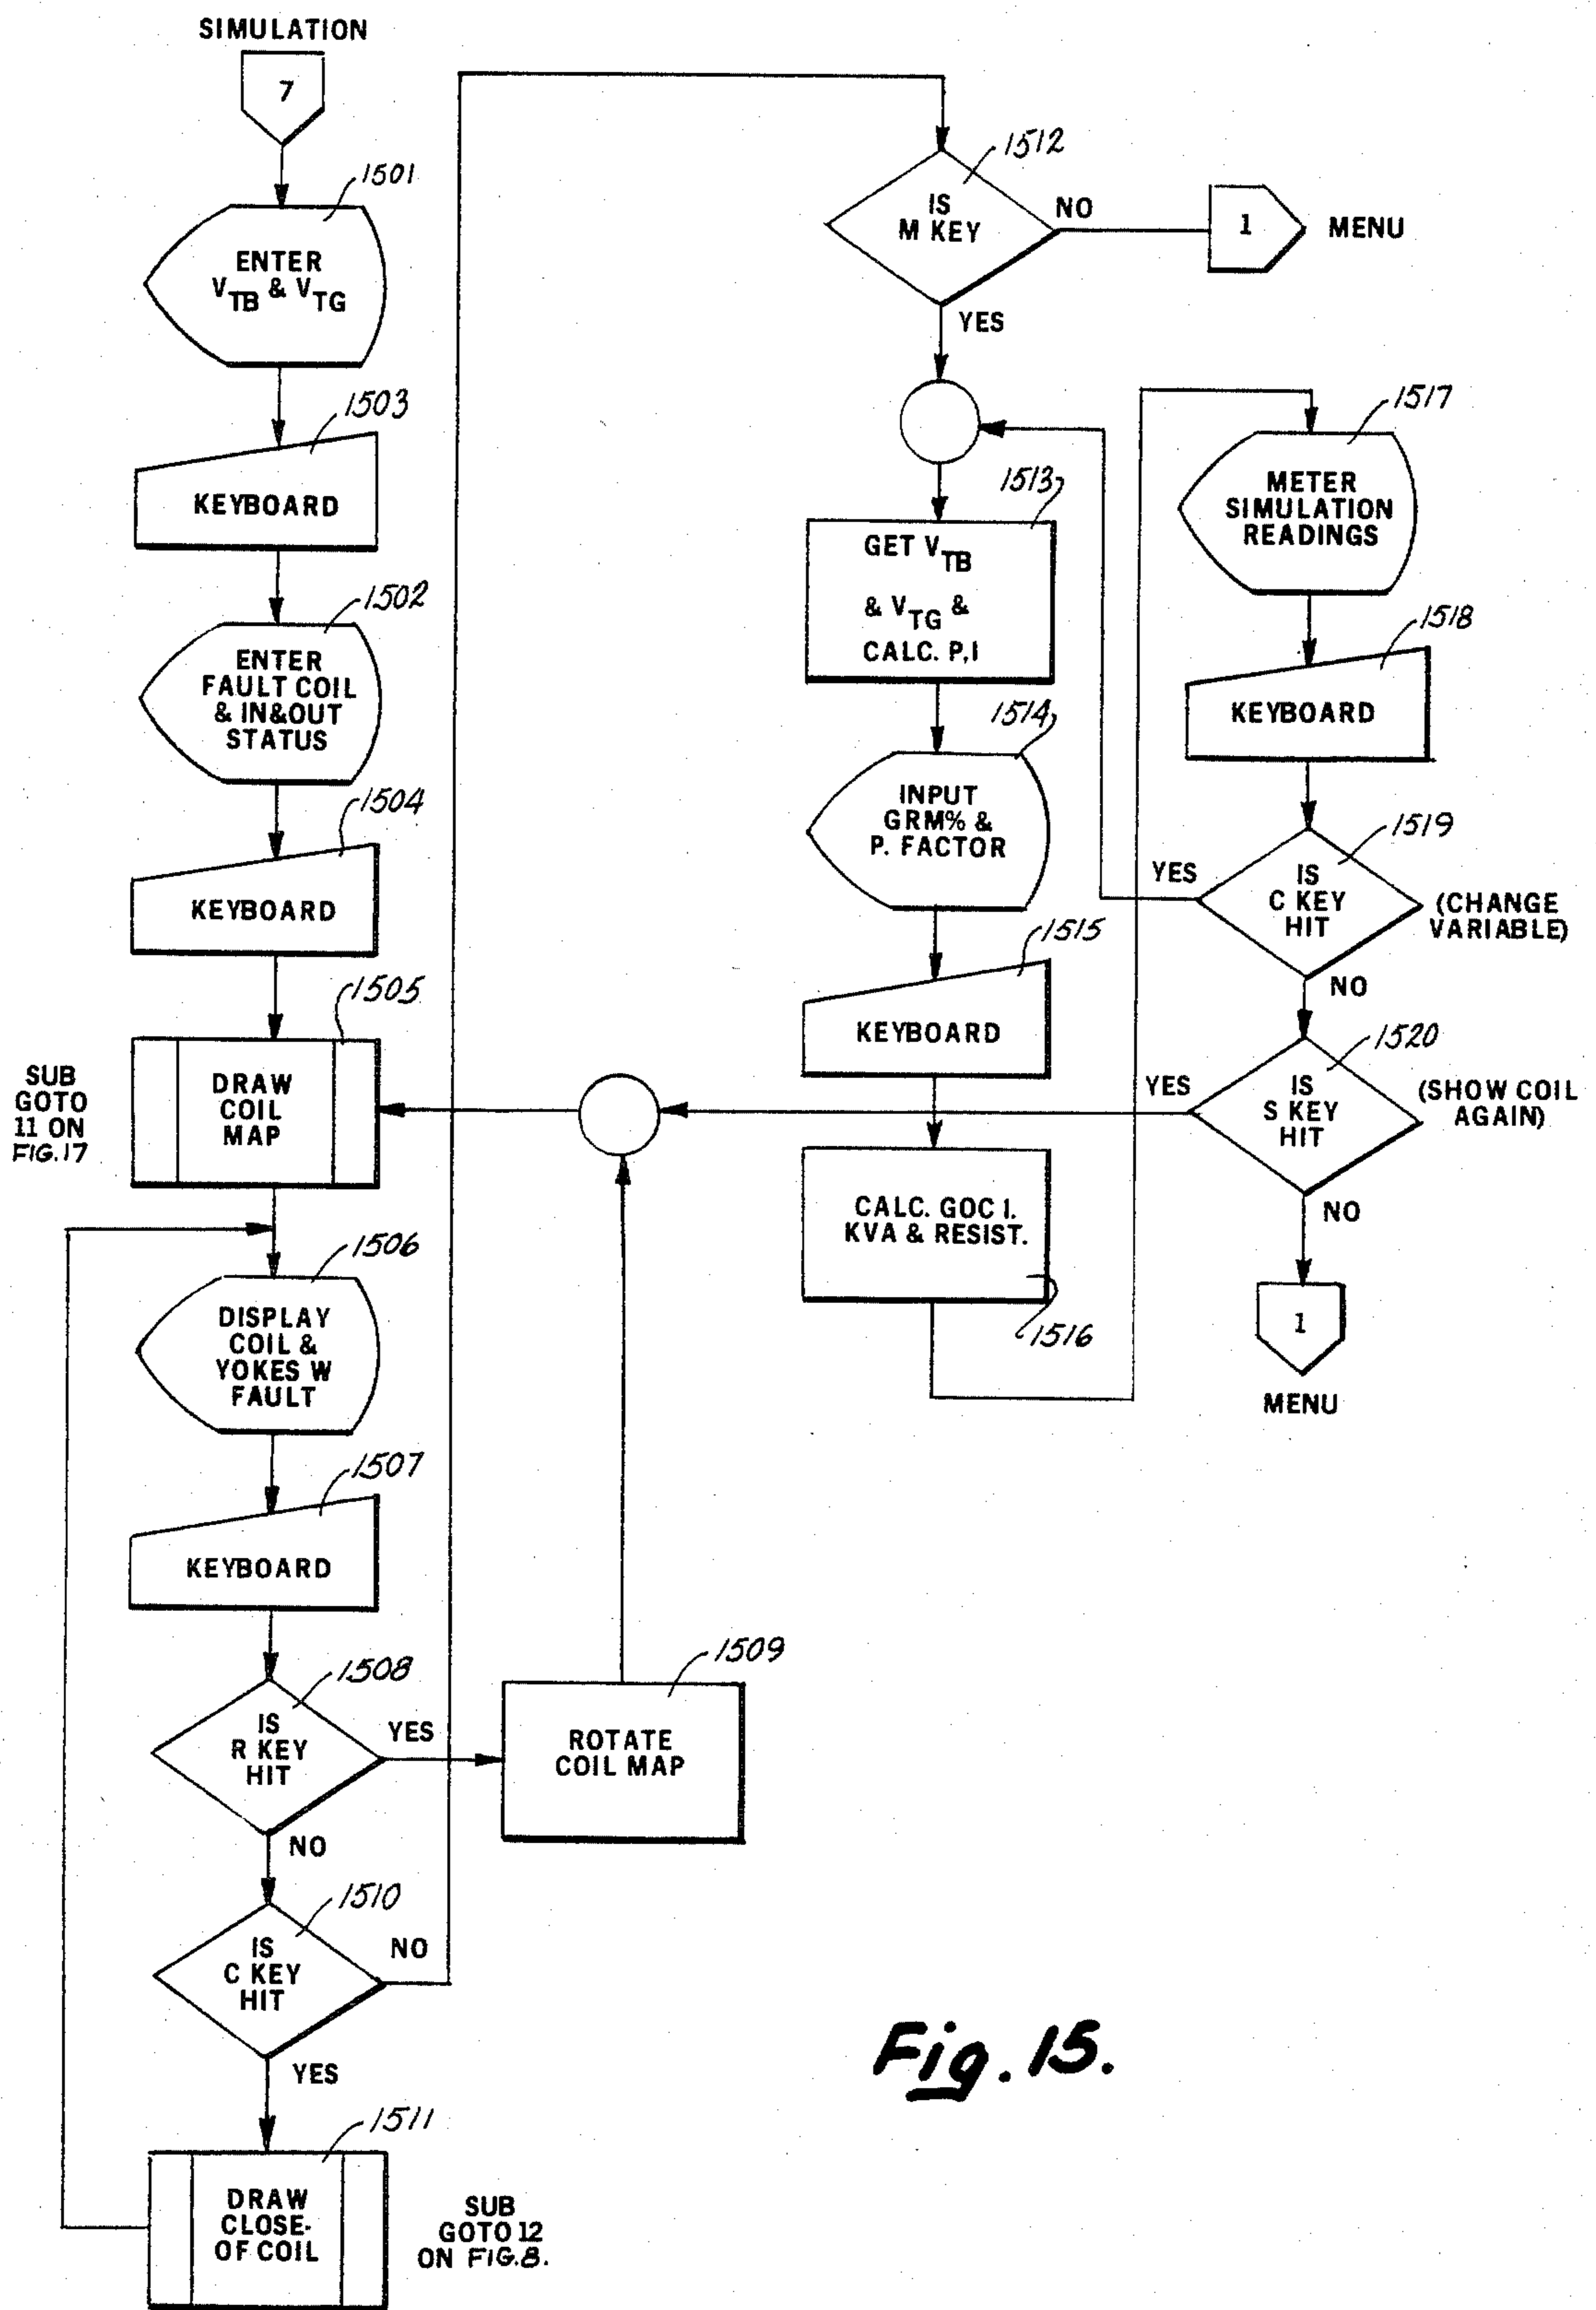 SIMULATION
7
1501
ENTER
VTB & VTG
1503
KEYBOARD
1502
ENTER
FAULT COIL
& IN&OUT
STATUS
1504
KEYBOARD
1505
SUB
GOTO
11 ON
FIG.17
DRAW
COIL
MAP
1506
DISPLAY
COIL &
YOKES W
FAULT
1507
KEYBOARD
1508
IS
R KEY
HIT
YES
NO
1509
ROTATE
COIL MAP
1510
IS
C KEY
HIT
NO
YES
1511
DRAW
CLOSE-
OF COIL
SUB
GOTO 12
ON FIG.8.
1512
IS
M KEY
NO
1
MENU
YES
1513
GET VTB
& VTG &
CALC. P,I
1514
INPUT
GRM% &
P. FACTOR
1515
KEYBOARD
CALC. GOC I.
KVA & RESIST.
1516
1517
METER
SIMULATION
READINGS
1518
KEYBOARD
1519
YES
IS
C KEY
HIT
(CHANGE
VARIABLE)
NO
1520
YES
IS
S KEY
HIT
(SHOW COIL
AGAIN)
NO
1
MENU
Fig. 15.